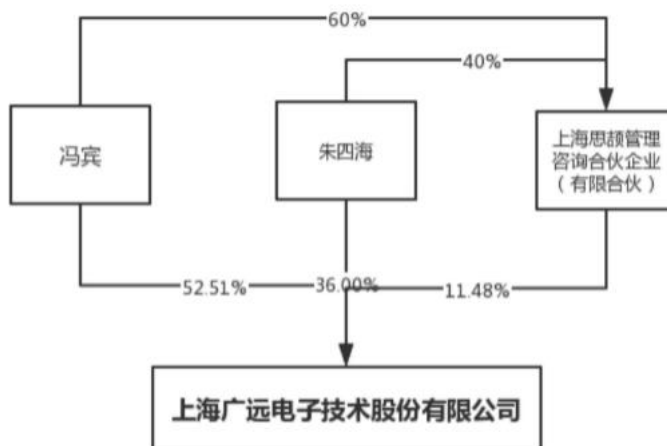 60%
40%
冯宾
朱四海
上海思颉管理
咨询合伙企业
（有限合伙）
52.51%
36.00%
11.48%
上海广远电子技术股份有限公司